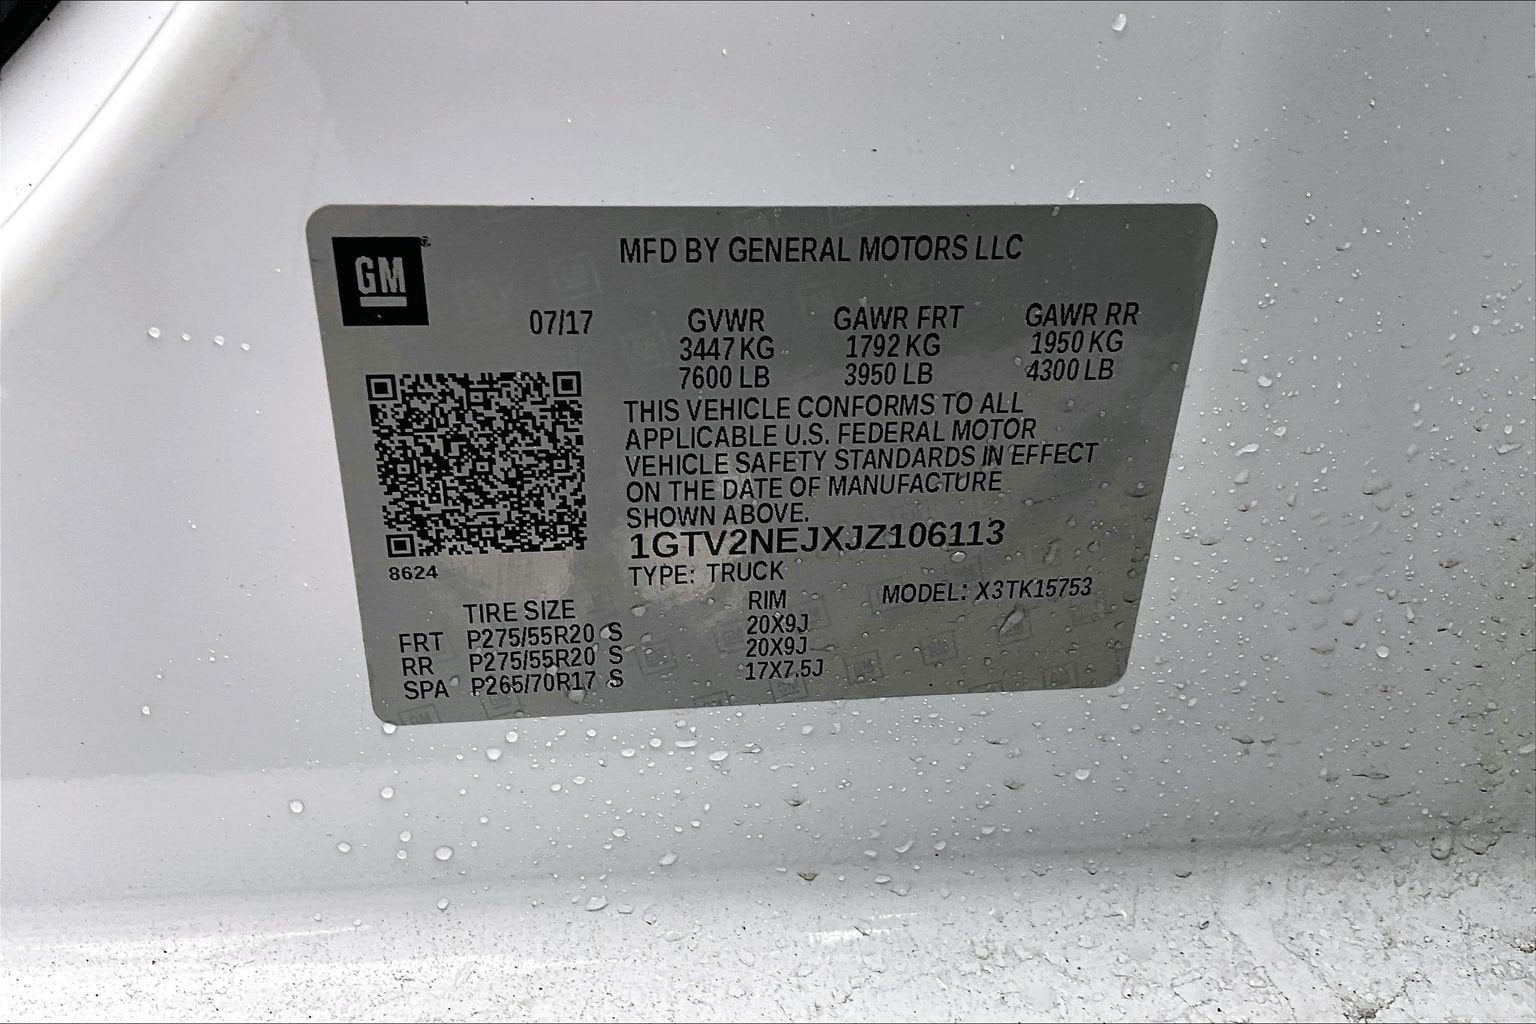 GM
MFD BY GENERAL MOTORS LLC
07/17 GVWR GAWR FRT GAWR RR
3447 KG 1792 KG 1950 KG
7600 LB 3950 LB 4300 LB
THIS VEHICLE CONFORMS TO ALL
APPLICABLE U.S. FEDERAL MOTOR
VEHICLE SAFETY STANDARDS IN EFFECT
ON THE DATE OF MANUFACTURE
SHOWN ABOVE.
1GTV2NEJXJZ106113
8624
TYPE: TRUCK MODEL: X3TK15753
TIRE SIZE RIM
FRT P275/55R20 S 20X9J
RR P275/55R20 S 20X9J
SPA P265/70R17 S 17X7.5J